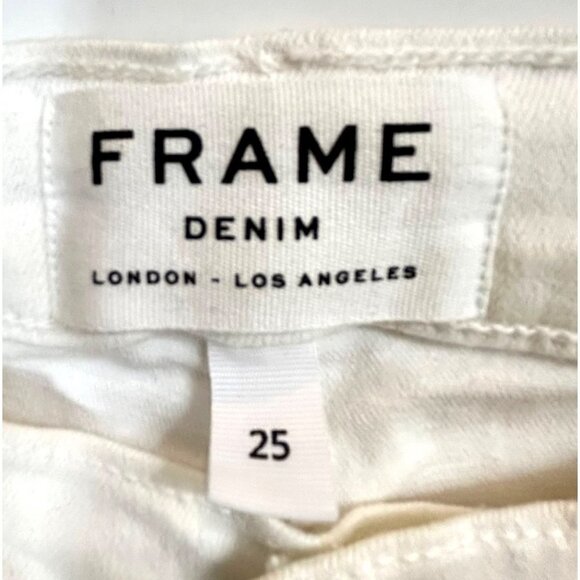 FRAME
DENIM
LONDON - LOS ANGELES
25